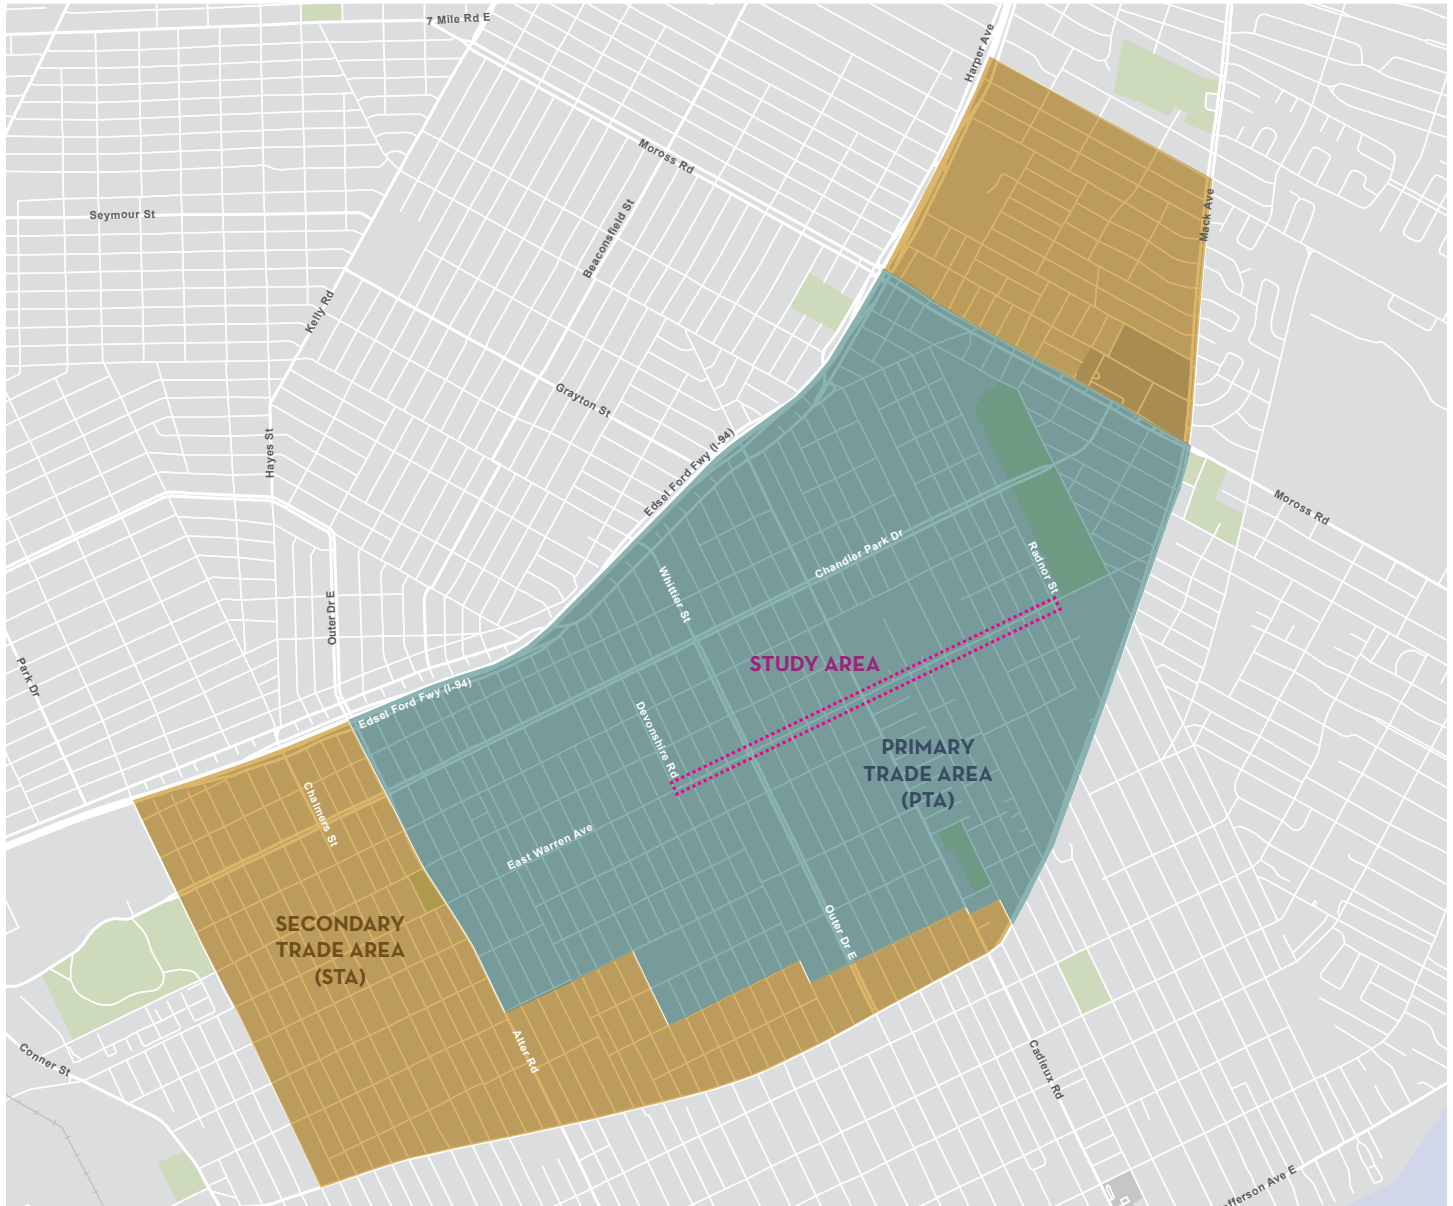 7 Mile Rd E
Harper Ave
Moross Rd
Seymour St
Beaconsfield St
Mack Ave
Kelly Rd
Grayton St
Hayes St
Edsel Ford Fwy (I-94)
Moross Rd
Chandler Park Dr
Radnor St
Whittier St
Outer Dr E
STUDY AREA
Park Dr
Edsel Ford Fwy (I-94)
Devonshire Rd
PRIMARY
TRADE AREA
(PTA)
Chalmers St
East Warren Ave
SECONDARY
TRADE AREA
(STA)
Outer Dr E
Alter Rd
Conner St
Cadieux Rd
fferson Ave E